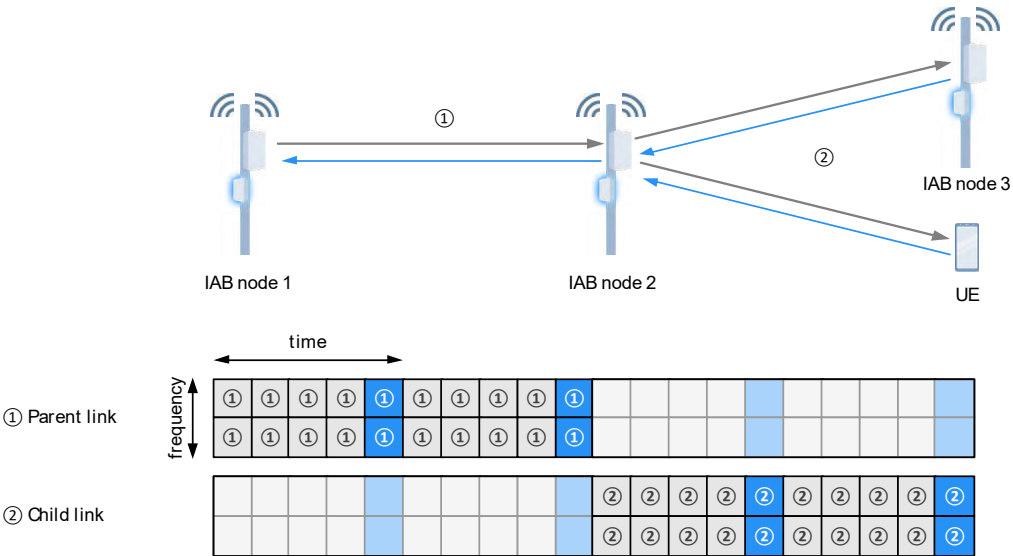 ①
②
IAB node 3
IAB node 1
IAB node 2
UE
time
frequency
① Parent link
① ① ① ① ① ① ① ① ① ①
① ① ① ① ① ① ① ① ① ①
② Child link
② ② ② ② ② ② ② ② ② ②
② ② ② ② ② ② ② ② ② ②